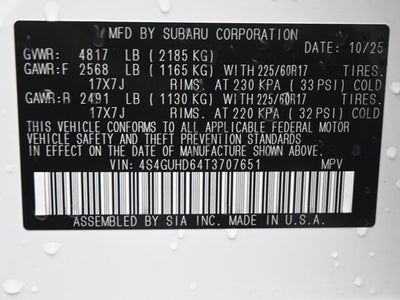 MFD BY SUBARU CORPORATION
DATE: 10/25
GVWR: 4817 LB ( 2185 KG)
GAWR:F 2568 LB ( 1165 KG) WITH 225/60R17 TIRES.
17X7J RIMS. AT 230 KPA ( 33 PSI) COLD
GAWR:R 2491 LB ( 1130 KG) WITH 225/60R17 TIRES.
17X7J RIMS. AT 220 KPA ( 32 PSI) COLD
THIS VEHICLE CONFORMS TO ALL APPLICABLE FEDERAL MOTOR
VEHICLE SAFETY, BUMPER, AND THEFT PREVENTION STANDARDS
IN EFFECT ON THE DATE OF MANUFACTURE SHOWN ABOVE.
VIN: 4S4GUHD64T3707651 MPV
ASSEMBLED BY SIA INC. MADE IN U.S.A.